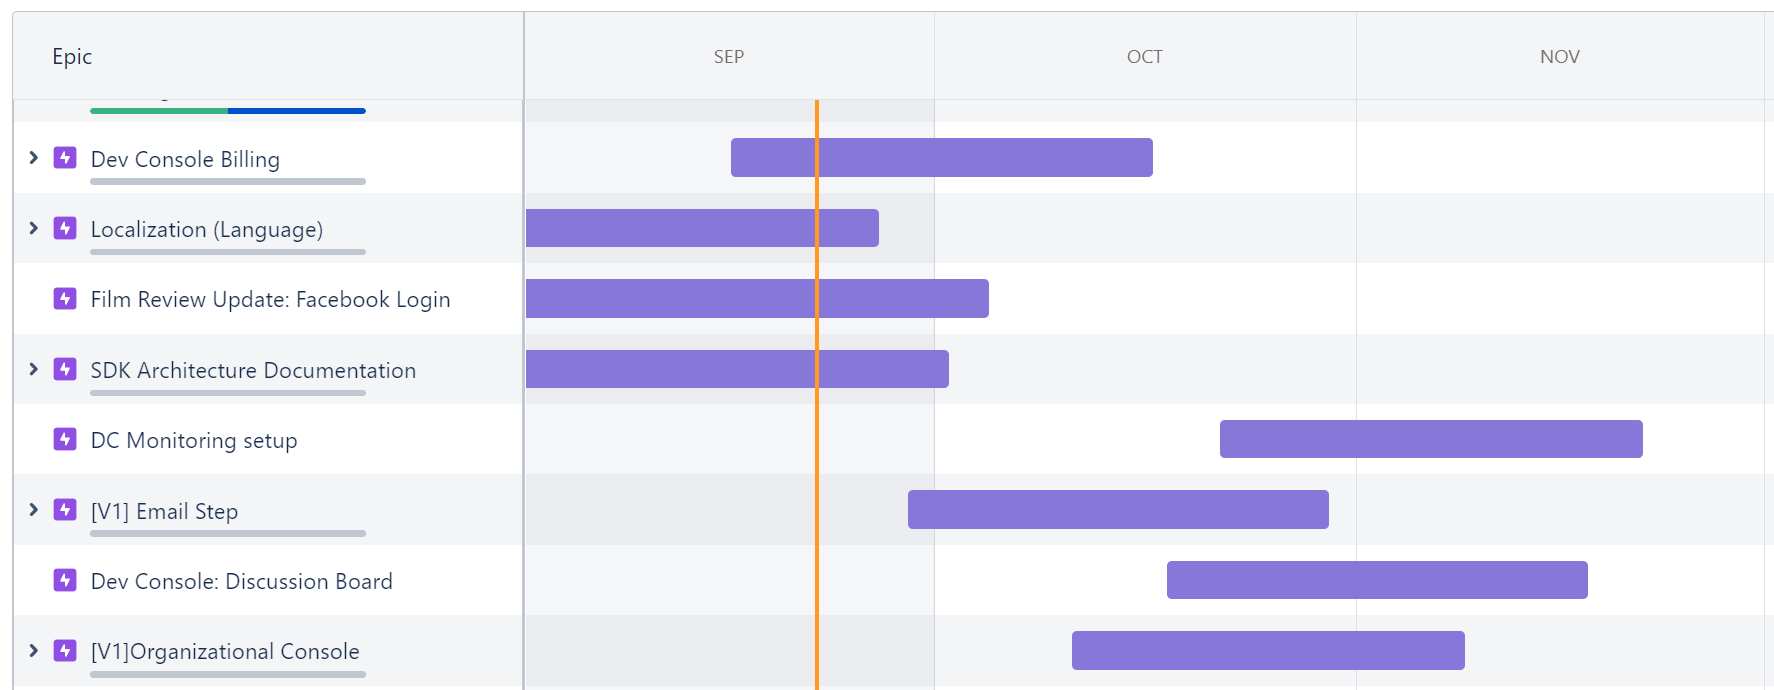 Epic
SEP
OCT
NOV
Dev Console Billing
Localization (Language)
Film Review Update: Facebook Login
SDK Architecture Documentation
DC Monitoring setup
[V1] Email Step
Dev Console: Discussion Board
[V1]Organizational Console